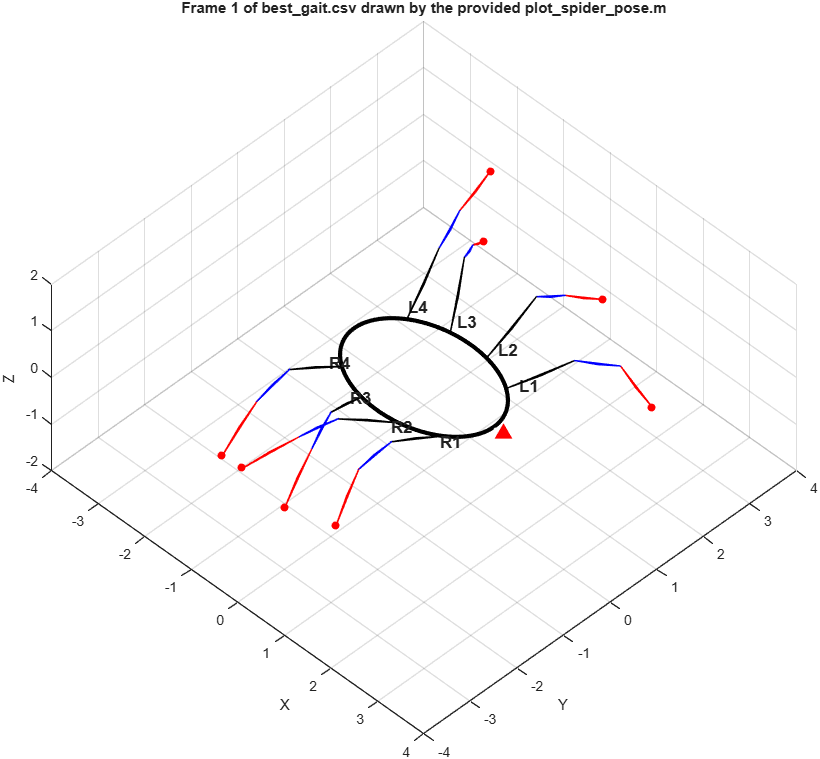 Frame 1 of best_gait.csv drawn by the provided plot_spider_pose.m
2
1
0
-1
-2
Z
-4
-3
-2
-1
0
1
2
3
4
X
-4
-3
-2
-1
0
1
2
3
4
Y
L4
L3
L2
L1
R4
R3
R2
R1